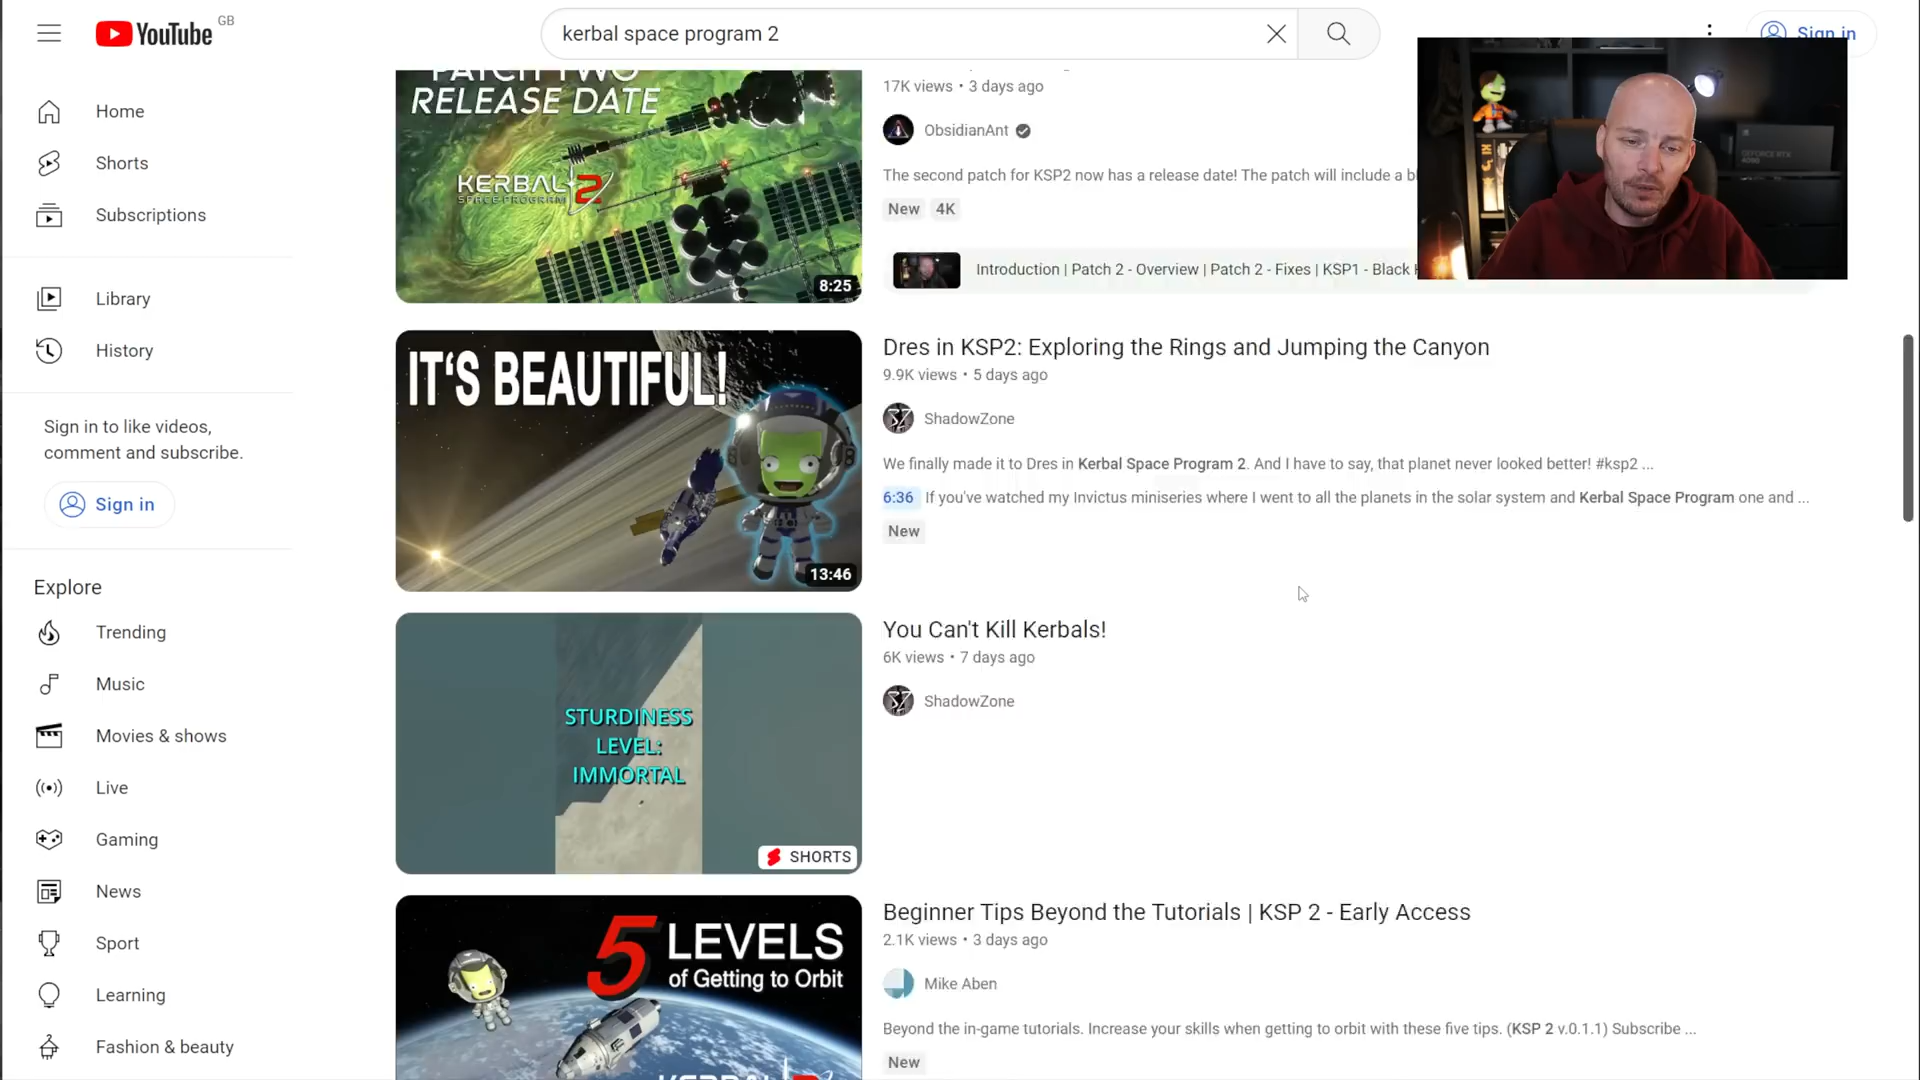 YouTube GB
kerbal space program 2
Sign in
Home
Shorts
Subscriptions
Library
History
Sign in to like videos,
comment and subscribe.
Sign in
Explore
Trending
Music
Movies & shows
Live
Gaming
News
Sport
Learning
Fashion & beauty
PATCH TWO
RELEASE DATE
KERBAL 2
SPACE PROGRAM
8:25
17K views • 3 days ago
ObsidianAnt
The second patch for KSP2 now has a release date! The patch will include a
New 4K
Introduction | Patch 2 - Overview | Patch 2 - Fixes | KSP1 - Black
GEFORCE RTX
4090
IT'S BEAUTIFUL!
13:46
Dres in KSP2: Exploring the Rings and Jumping the Canyon
9.9K views • 5 days ago
ShadowZone
We finally made it to Dres in Kerbal Space Program 2. And I have to say, that planet never looked better! #ksp2 ...
6:36 If you've watched my Invictus miniseries where I went to all the planets in the solar system and Kerbal Space Program one and ...
New
STURDINESS
LEVEL:
IMMORTAL
SHORTS
You Can't Kill Kerbals!
6K views • 7 days ago
ShadowZone
5 LEVELS
of Getting to Orbit
Beginner Tips Beyond the Tutorials | KSP 2 - Early Access
2.1K views • 3 days ago
Mike Aben
Beyond the in-game tutorials. Increase your skills when getting to orbit with these five tips. (KSP 2 v.0.1.1) Subscribe ...
New